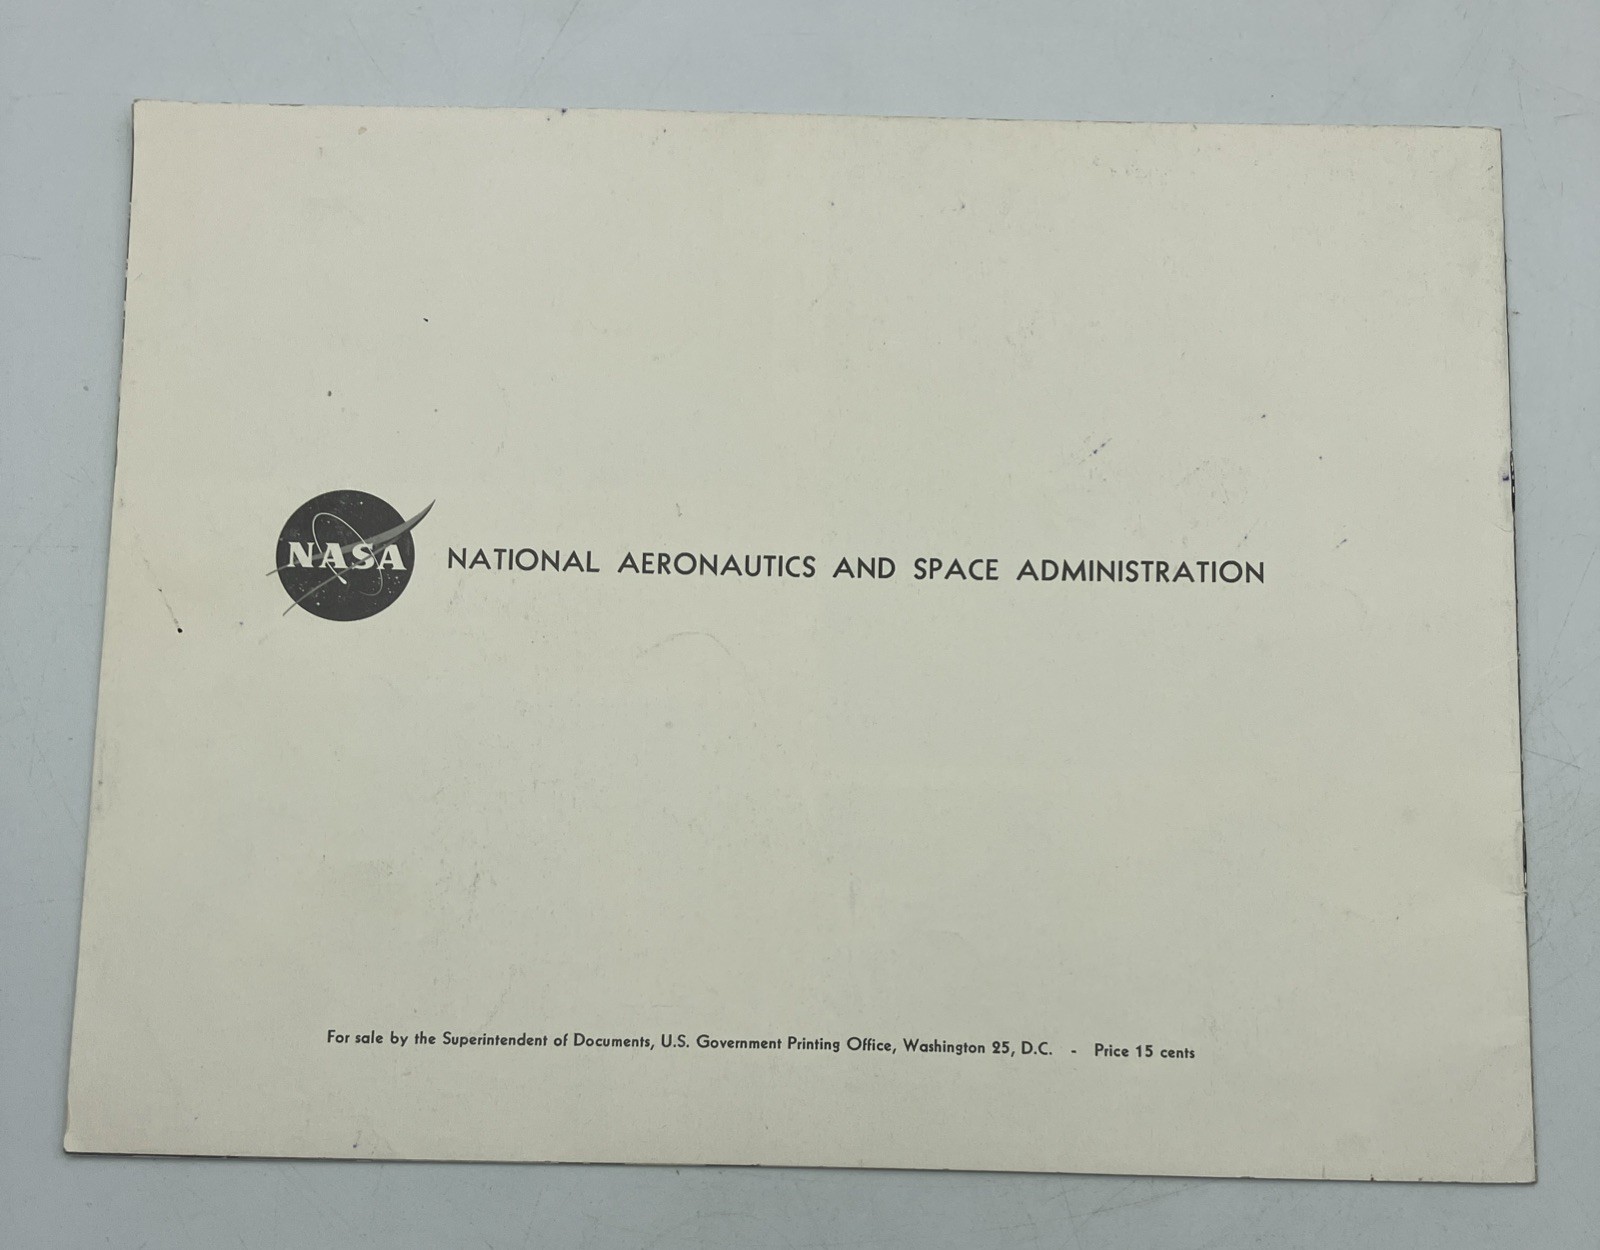 NASA NATIONAL AERONAUTICS AND SPACE ADMINISTRATION
For sale by the Superintendent of Documents, U.S. Government Printing Office, Washington 25, D.C. - Price 15 cents